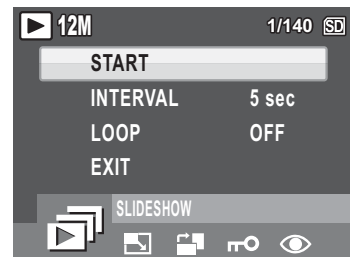 12M 1/140 SD
START
INTERVAL 5 sec
LOOP OFF
EXIT
SLIDESHOW